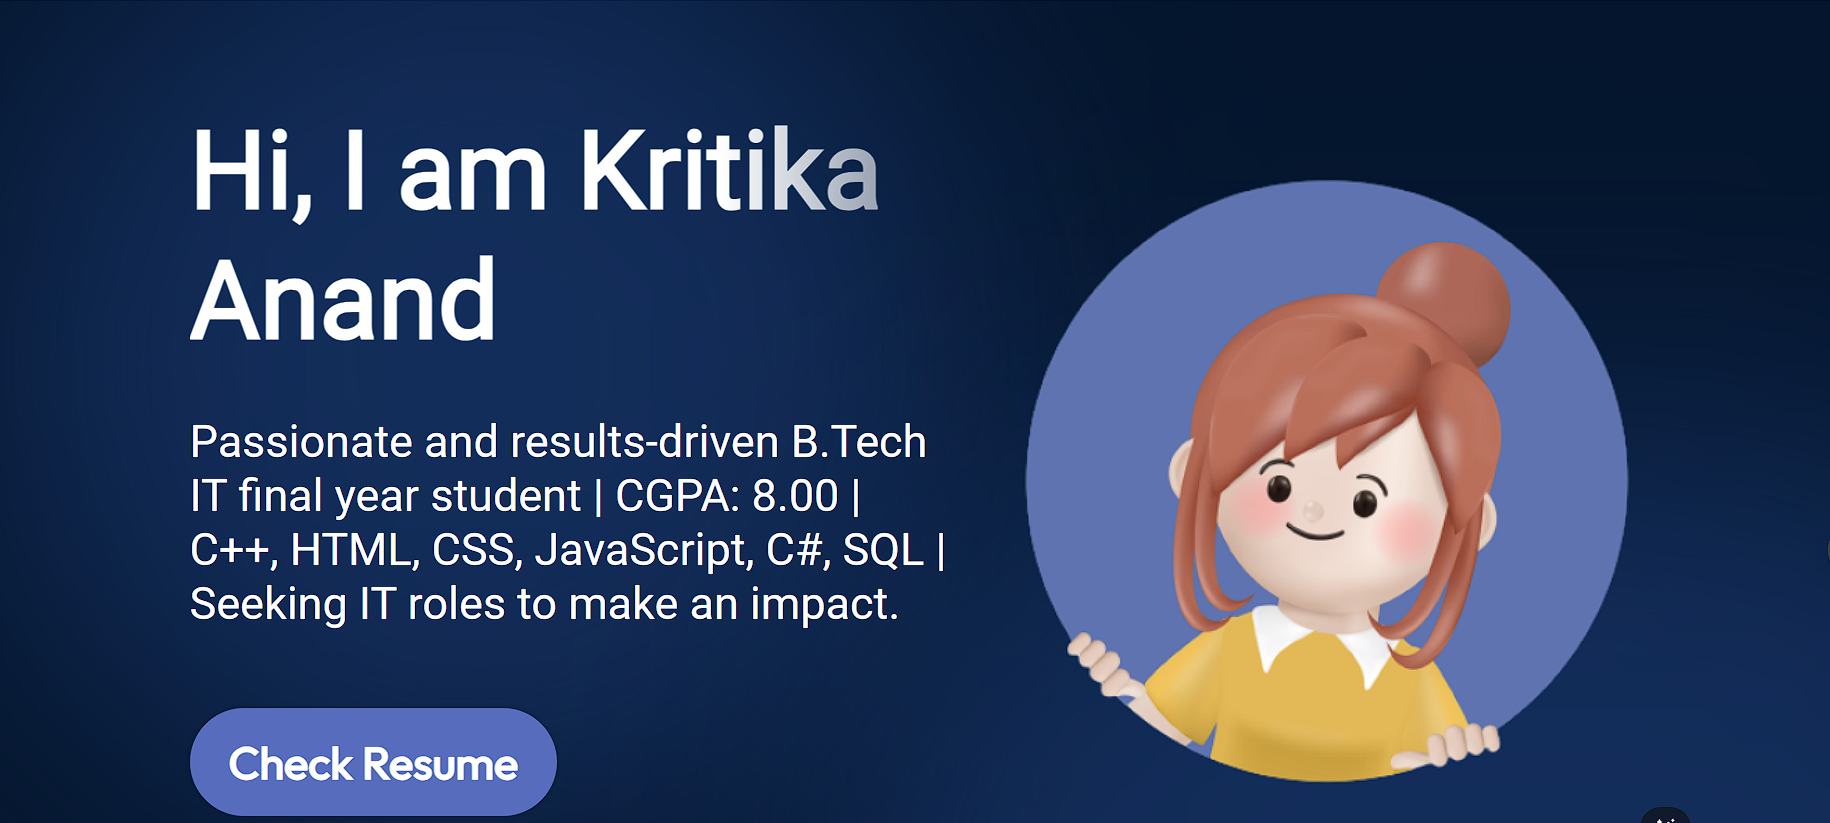 Hi, I am Kritika
Anand
Passionate and results-driven B.Tech
IT final year student | CGPA: 8.00 |
C++, HTML, CSS, JavaScript, C#, SQL |
Seeking IT roles to make an impact.
Check Resume